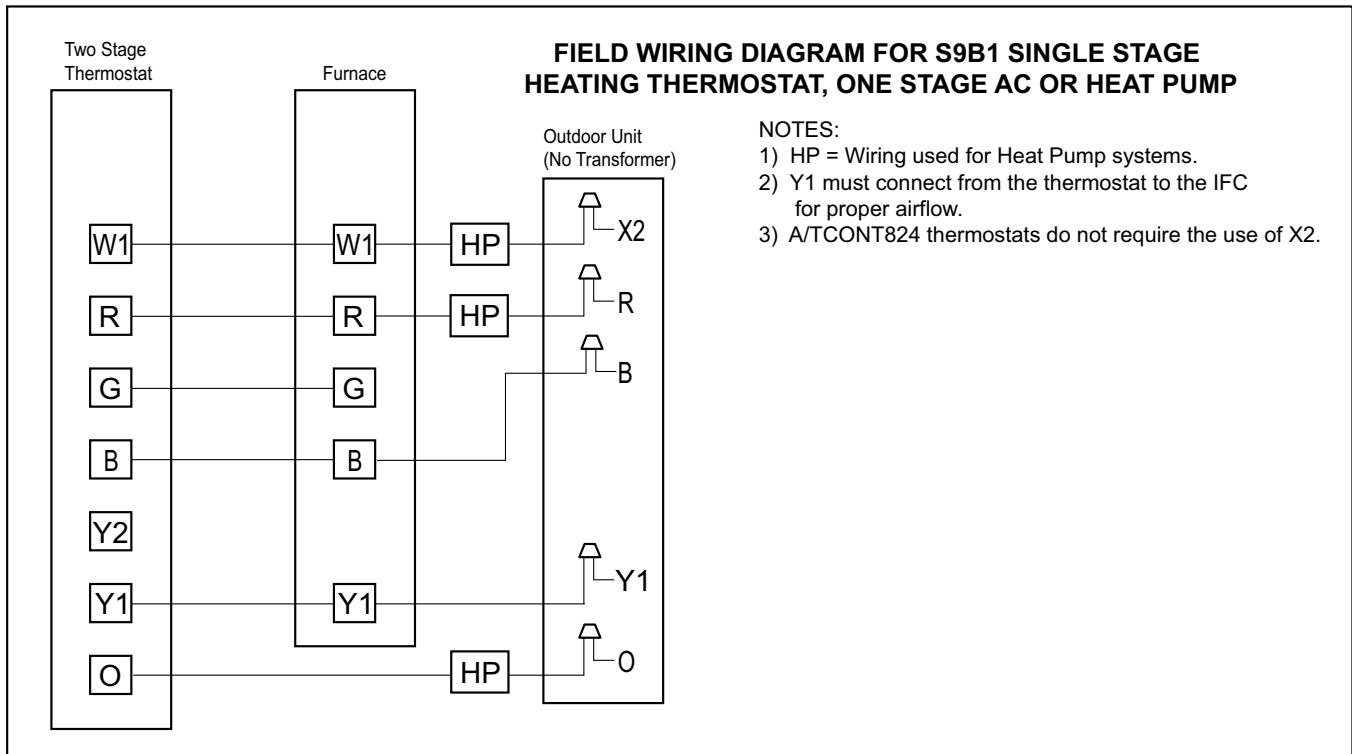 Two Stage
Thermostat
Furnace
FIELD WIRING DIAGRAM FOR S9B1 SINGLE STAGE
HEATING THERMOSTAT, ONE STAGE AC OR HEAT PUMP
Outdoor Unit
(No Transformer)
NOTES:
1) HP = Wiring used for Heat Pump systems.
2) Y1 must connect from the thermostat to the IFC
for proper airflow.
3) A/TCONT824 thermostats do not require the use of X2.
W1 W1 HP X2
R R HP R
G G B
B B
Y2
Y1 Y1 Y1
O HP O